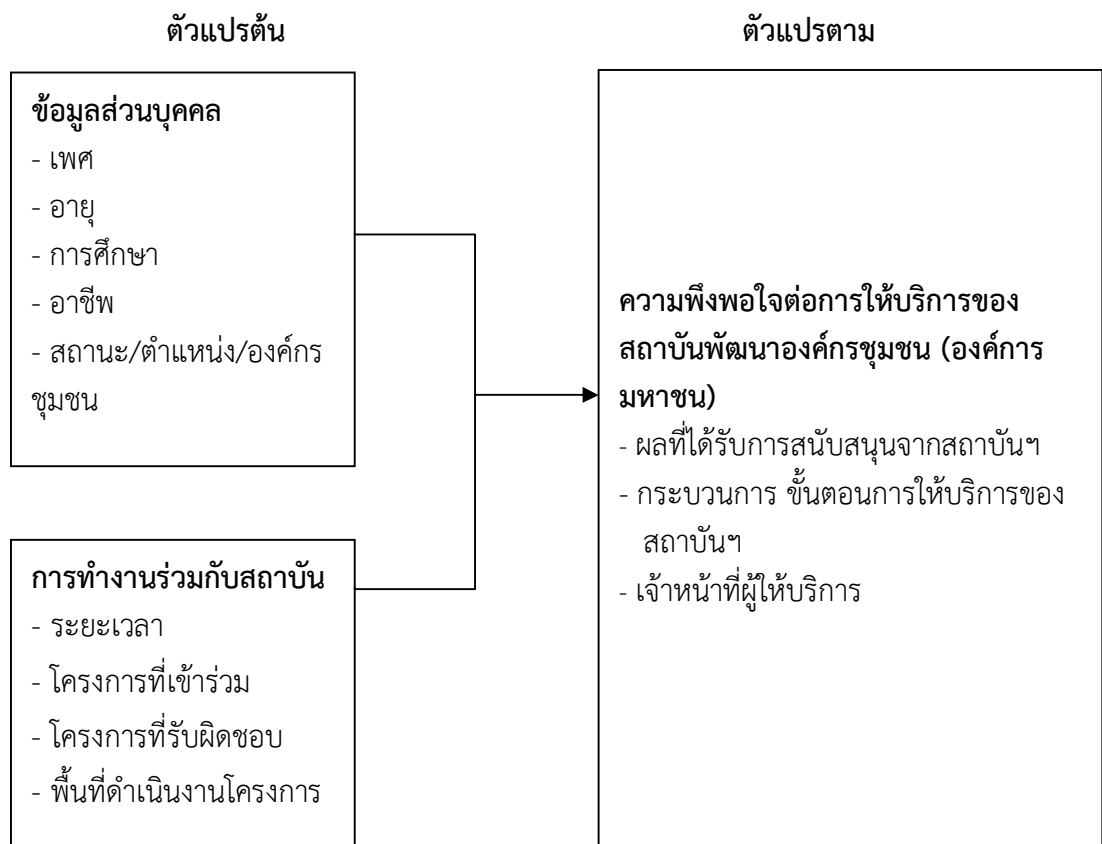 ตัวแปรต้น
ข้อมูลส่วนบุคคล
- เพศ
- อายุ
- การศึกษา
- อาชีพ
- สถานะ/ตำแหน่ง/องค์กร
ชุมชน
การทำงานร่วมกับสถาบัน
- ระยะเวลา
- โครงการที่เข้าร่วม
- โครงการที่รับผิดชอบ
- พื้นที่ดำเนินงานโครงการ
ตัวแปรตาม
ความพึงพอใจต่อการให้บริการของ
สถาบันพัฒนาองค์กรชุมชน (องค์การ
มหาชน)
- ผลที่ได้รับการสนับสนุนจากสถาบันฯ
- กระบวนการ ขั้นตอนการให้บริการของ
สถาบันฯ
- เจ้าหน้าที่ผู้ให้บริการ